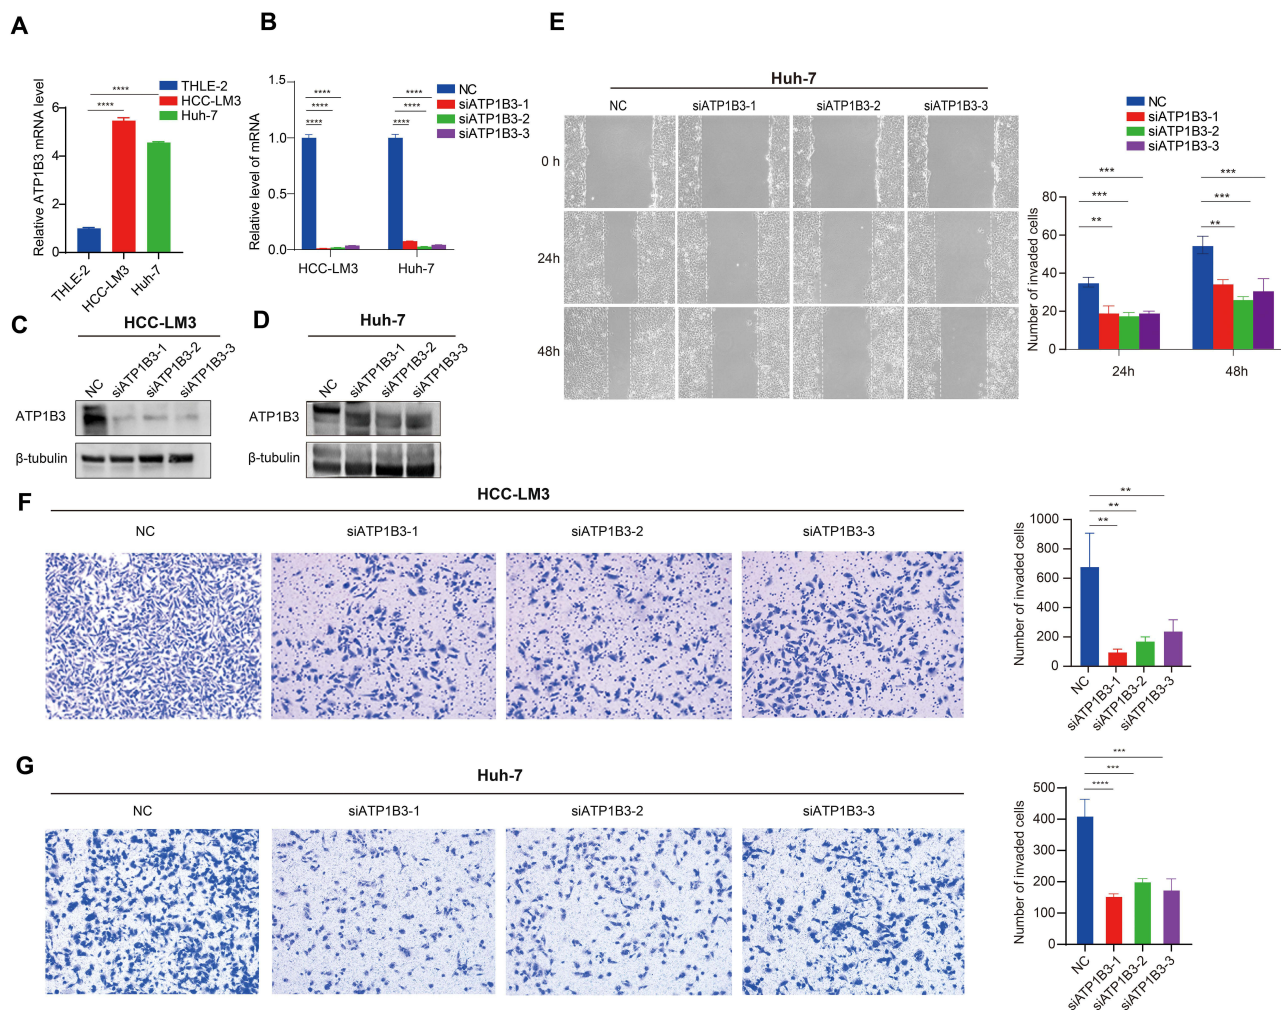 A
THLE-2
HCC-LM3
Huh-7
****
****
Relative ATP1B3 mRNA level
6
4
2
0
THLE-2
HCC-LM3
Huh-7
B
NC
siATP1B3-1
siATP1B3-2
siATP1B3-3
****
****
****
****
****
****
Relative level of mRNA
1.5
1.0
0.5
0.0
HCC-LM3
Huh-7
C
HCC-LM3
NC
siATP1B3-1
siATP1B3-2
siATP1B3-3
ATP1B3
β-tubulin
D
Huh-7
NC
siATP1B3-1
siATP1B3-2
siATP1B3-3
ATP1B3
β-tubulin
E
Huh-7
NC
siATP1B3-1
siATP1B3-2
siATP1B3-3
0 h
24h
48h
NC
siATP1B3-1
siATP1B3-2
siATP1B3-3
***
***
**
***
***
**
Number of invaded cells
80
60
40
20
0
24h
48h
F
HCC-LM3
NC
siATP1B3-1
siATP1B3-2
siATP1B3-3
**
**
**
Number of invaded cells
1000
800
600
400
200
0
NC
siATP1B3-1
siATP1B3-2
siATP1B3-3
G
Huh-7
NC
siATP1B3-1
siATP1B3-2
siATP1B3-3
***
***
****
Number of invaded cells
500
400
300
200
100
0
NC
siATP1B3-1
siATP1B3-2
siATP1B3-3